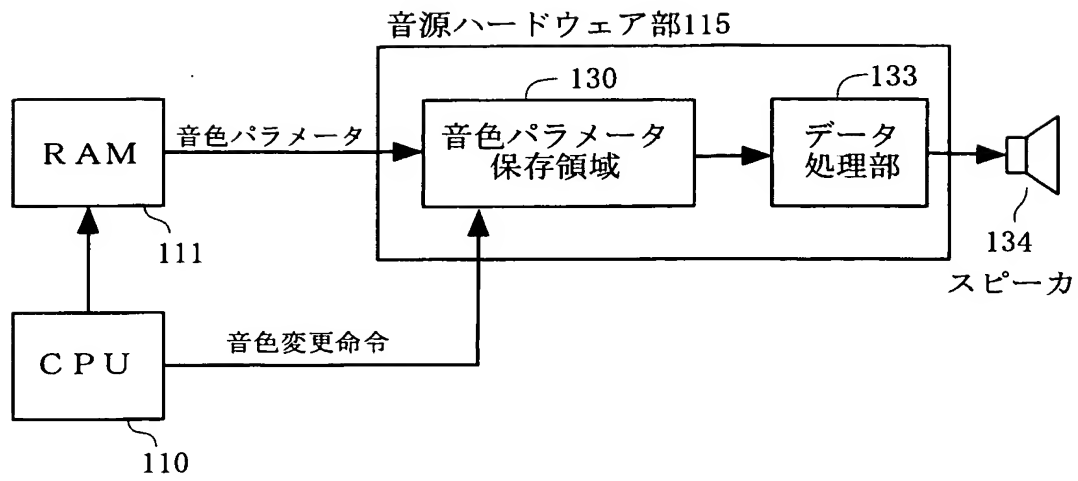 音源ハードウェア部115
130
133
RAM
音色パラメータ
音色パラメータ
保存領域
データ
処理部
111
134
スピーカ
CPU
音色変更命令
110